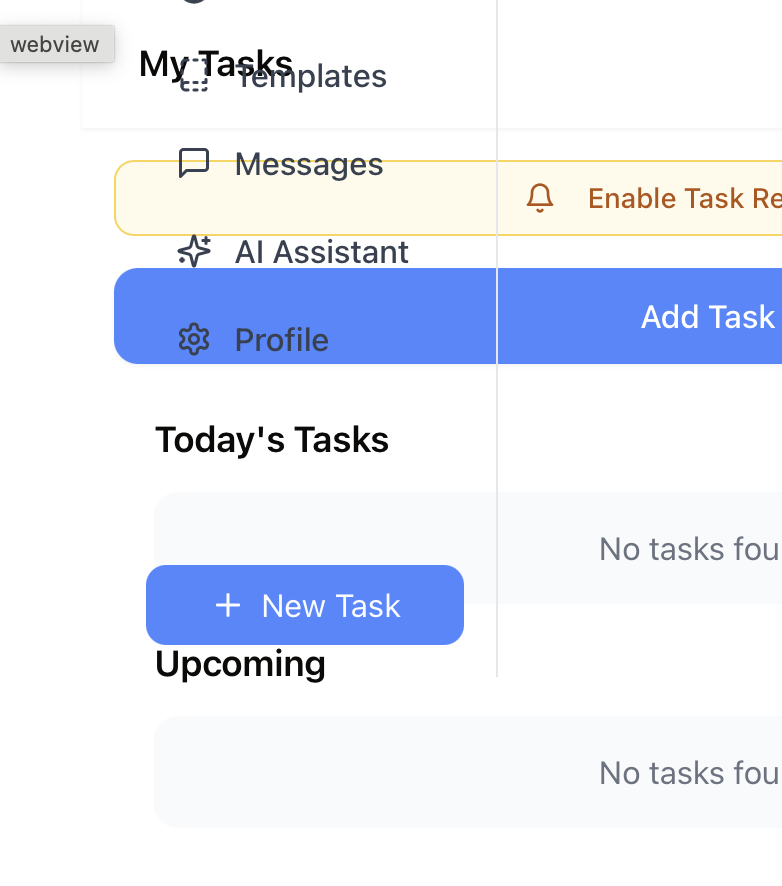 webview
My Tasks
Templates
Messages
Enable Task Re
AI Assistant
Add Task
Profile
Today's Tasks
No tasks fou
New Task
Upcoming
No tasks fou